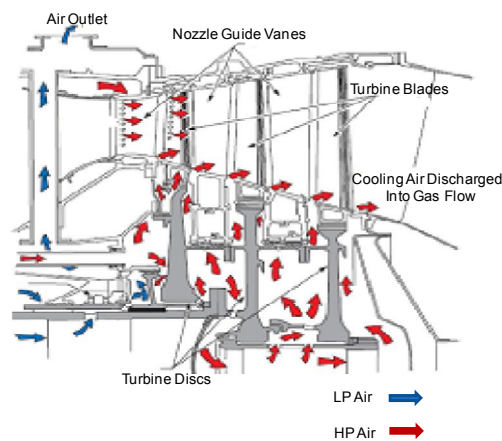 Air Outlet
Nozzle Guide Vanes
Turbine Blades
Cooling Air Discharged
Into Gas Flow
Turbine Discs
LP Air
HP Air